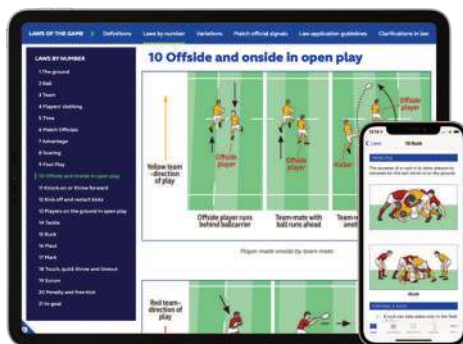 LAWS OF THE GAME
Definitions
Laws by number
Variations
Match official signals
Law application guidelines
Clarifications in law
LAWS BY NUMBER
1 The ground
2 Ball
3 Team
4 Players' clothing
5 Time
6 Match Officials
7 Advantage
8 Scoring
9 Foul Play
10 Offside and onside in open play
11 Knock-on or throw forward
12 Kick-off and restart kicks
13 Players on the ground in open play
14 Tackle
15 Ruck
16 Maul
17 Mark
18 Touch, quick-throw and lineout
19 Scrum
20 Penalty and free-kick
21 In-goal
10 Offside and onside in open play
Yellow team -
direction
of play
Offside
player
Offside
player
Offside
player
Kicker
Offside player runs
behind ballcarrier
Team-mate with
ball runs ahead
Player made onside by team-mate
Red team -
direction
15 Ruck
PRINCIPLE
Ruck